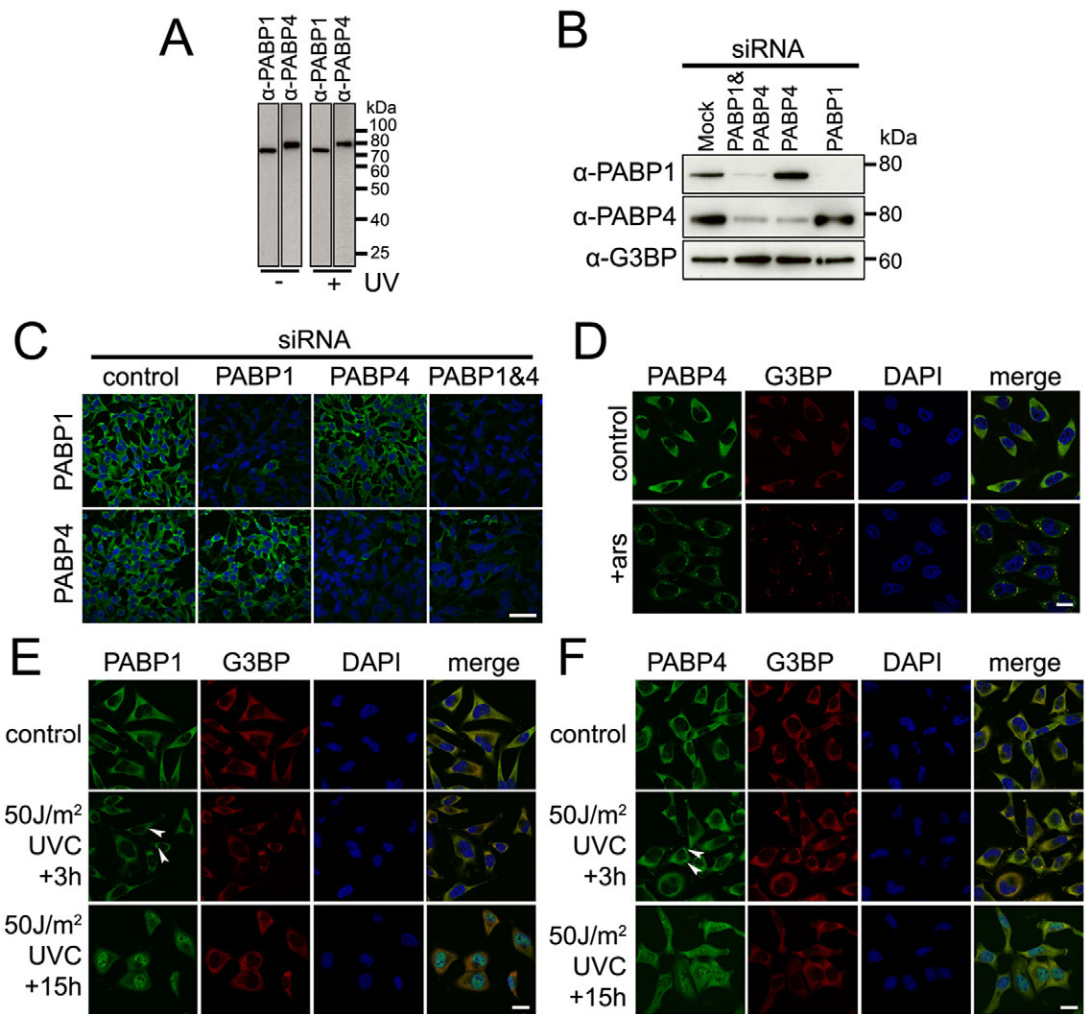 A
α-PABP1
α-PABP4
α-PABP1
α-PABP4
kDa
100
80
70
60
50
40
25
- + UV
B
siRNA
Mock
PABP1&
PABP4
PABP4
PABP1
kDa
α-PABP1 80
α-PABP4 80
α-G3BP 60
C
siRNA
control PABP1 PABP4 PABP1&4
PABP1
PABP4
D
PABP4 G3BP DAPI merge
control
+ars
E
PABP1 G3BP DAPI merge
control
50J/m²
UVC
+3h
50J/m²
UVC
+15h
F
PABP4 G3BP DAPI merge
control
50J/m²
UVC
+3h
50J/m²
UVC
+15h